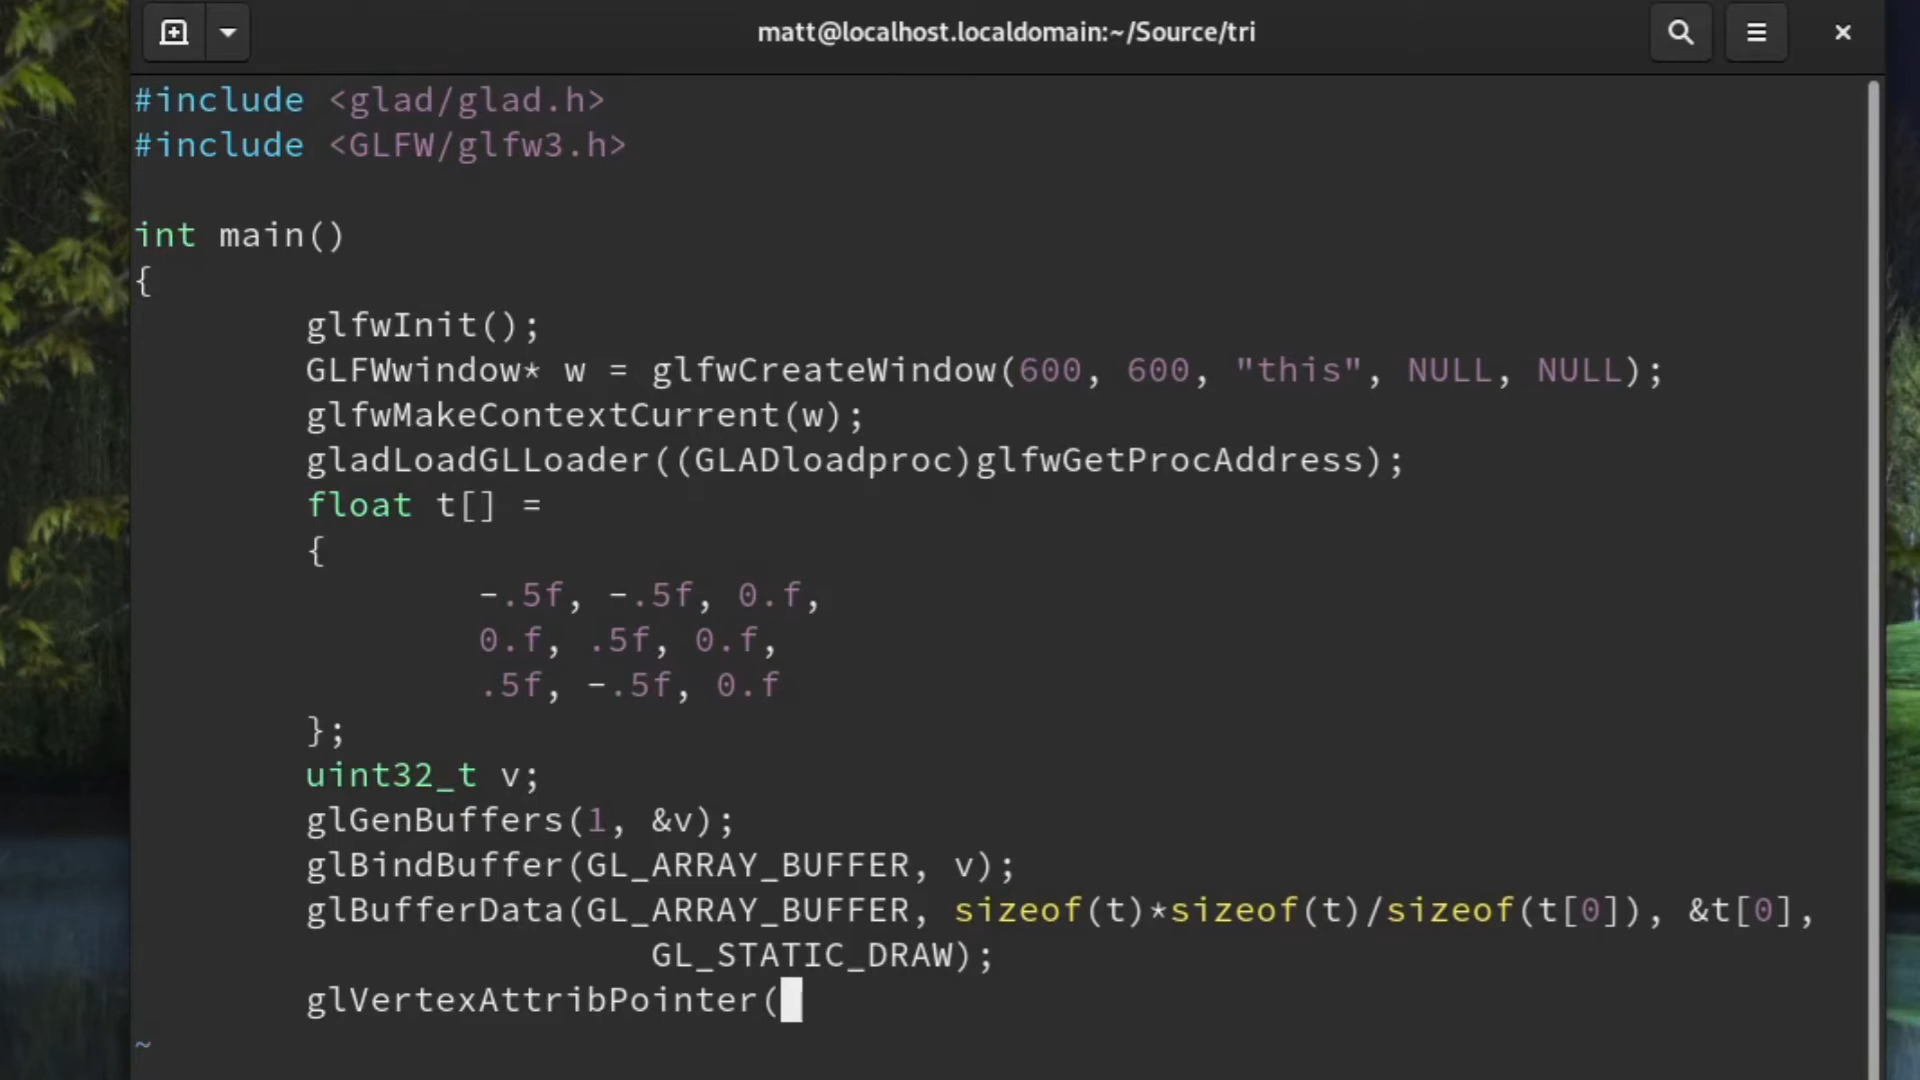 matt@localhost.localdomain:~/Source/tri
#include <glad/glad.h>
#include <GLFW/glfw3.h>
int main()
{
glfwInit();
GLFWwindow* w = glfwCreateWindow(600, 600, "this", NULL, NULL);
glfwMakeContextCurrent(w);
gladLoadGLLoader((GLADloadproc)glfwGetProcAddress);
float t[] =
{
-.5f, -.5f, 0.f,
0.f, .5f, 0.f,
.5f, -.5f, 0.f
};
uint32_t v;
glGenBuffers(1, &v);
glBindBuffer(GL_ARRAY_BUFFER, v);
glBufferData(GL_ARRAY_BUFFER, sizeof(t)*sizeof(t)/sizeof(t[0]), &t[0],
GL_STATIC_DRAW);
glVertexAttribPointer(
~